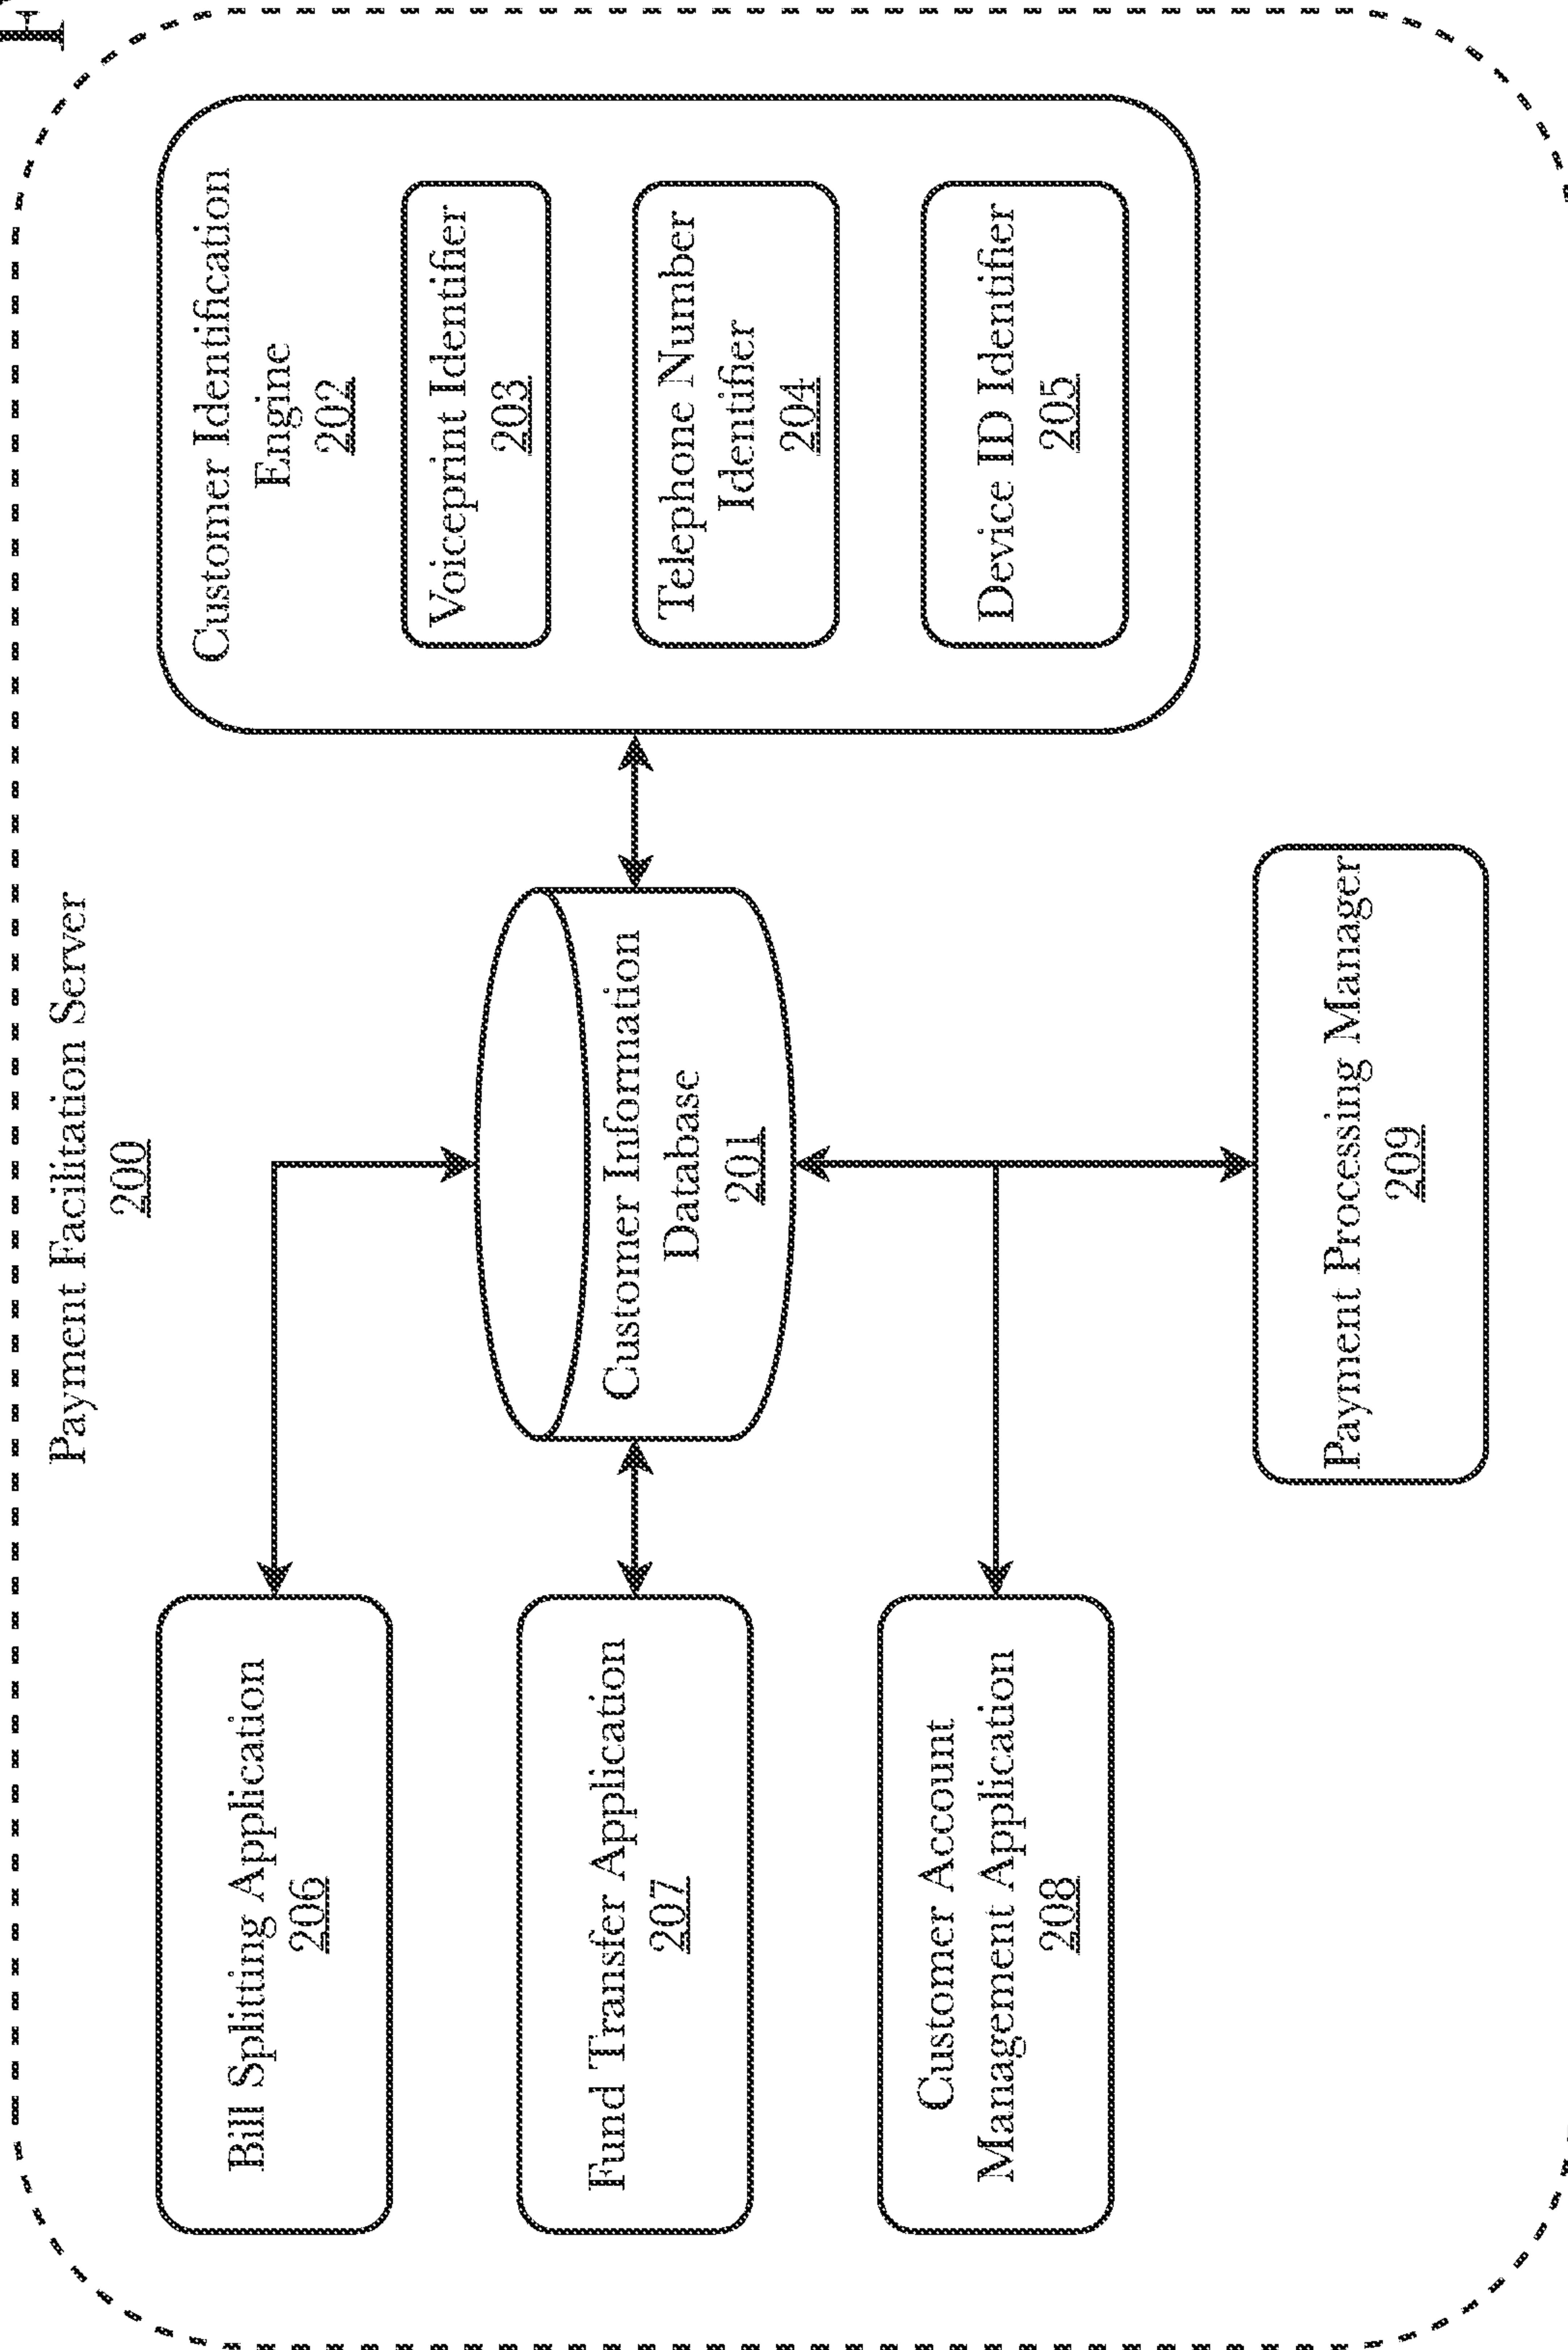 Payment Facilitation Server
200
Bill Splitting Application
206
Fund Transfer Application
207
Customer Account
Management Application
208
Customer Information
Database
201
Customer Identification
Engine
202
Voiceprint Identifier
203
Telephone Number
Identifier
204
Device ID Identifier
205
Payment Processing Manager
209